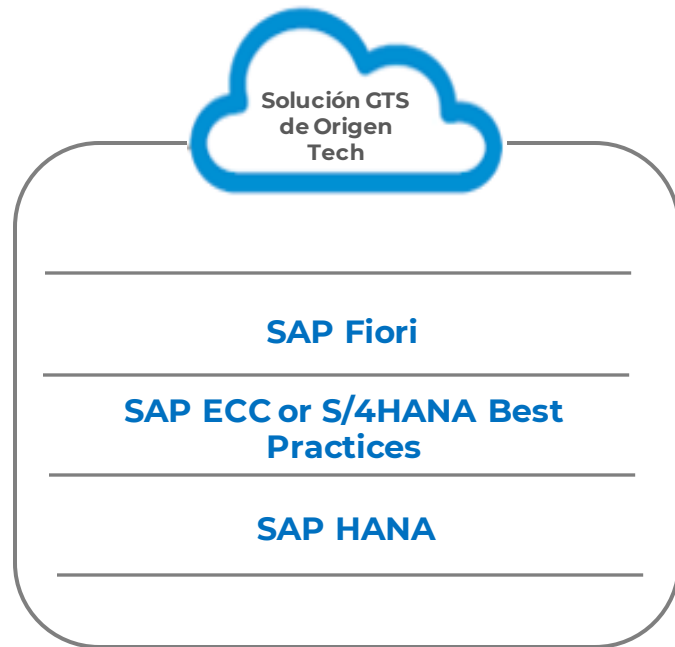 Solución GTS
de Origen
Tech
SAP Fiori
SAP ECC or S/4HANA Best
Practices
SAP HANA